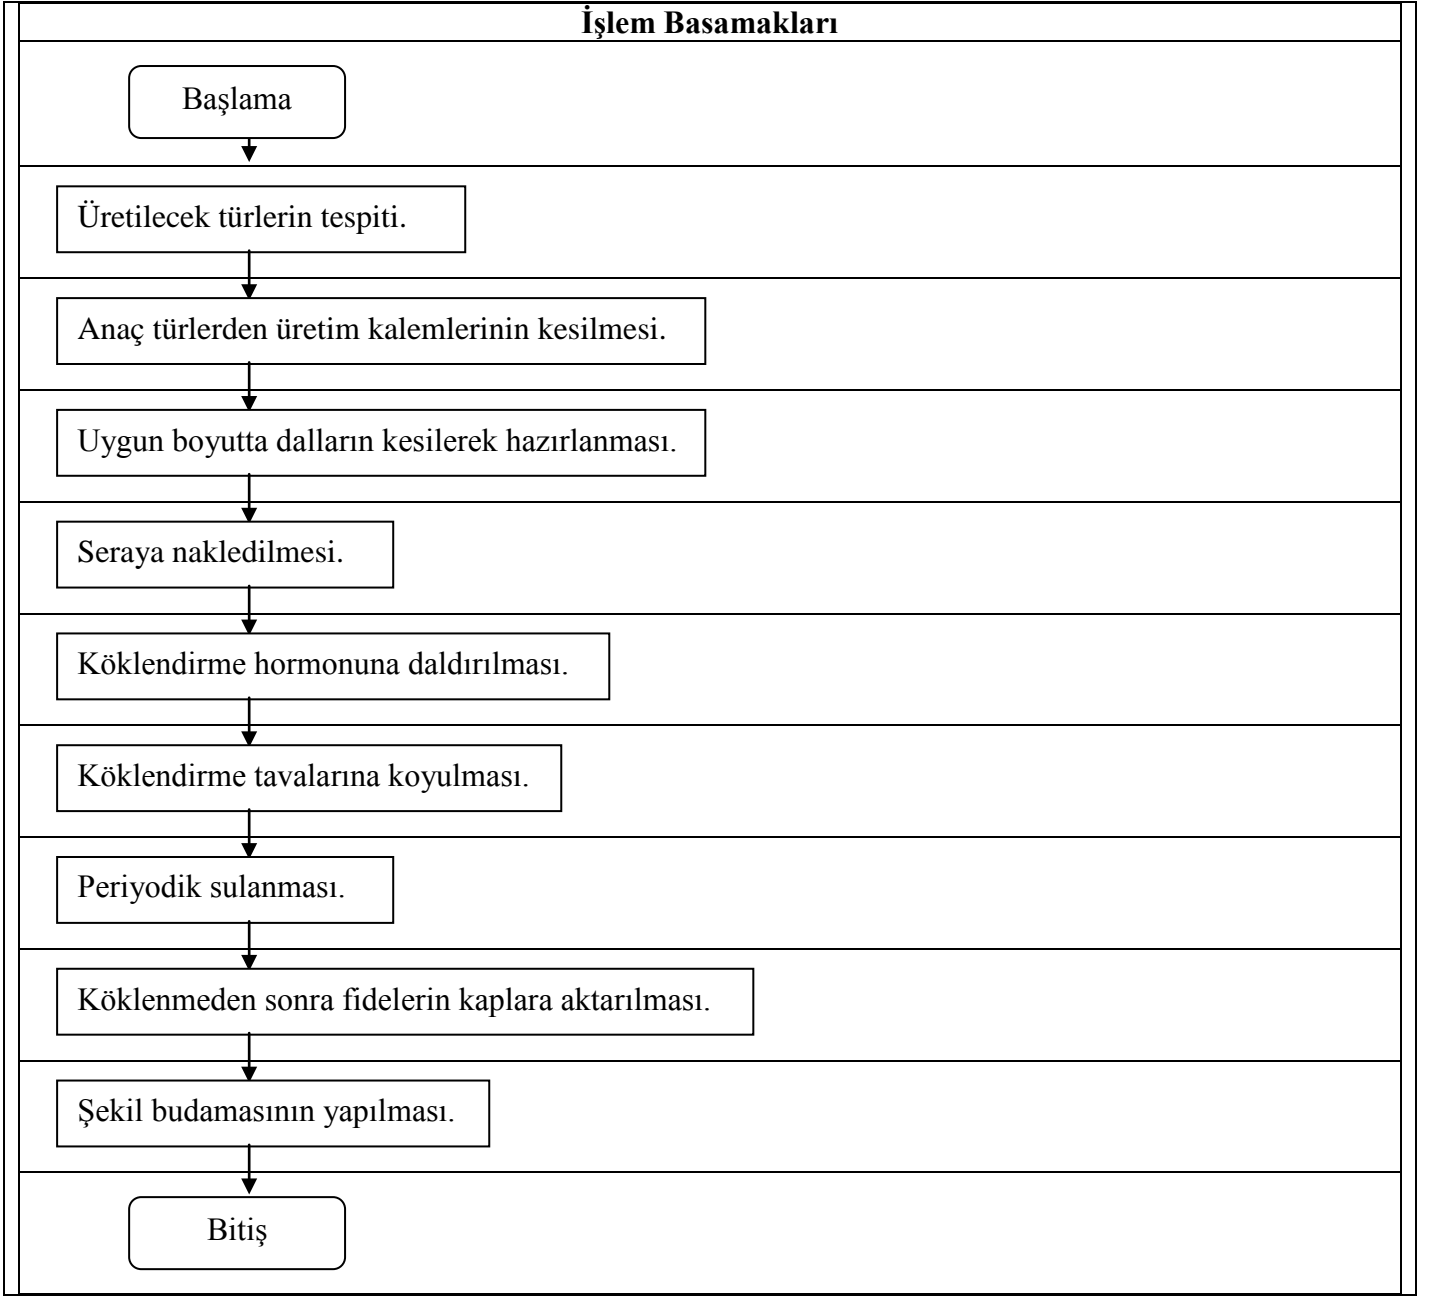 İşlem Basamakları
Başlama
Üretilecek türlerin tespiti.
Anaç türlerden üretim kalemlerinin kesilmesi.
Uygun boyutta dalların kesilerek hazırlanması.
Seraya nakledilmesi.
Köklendirme hormonuna daldırılması.
Köklendirme tavalarına koyulması.
Periyodik sulanması.
Köklenmeden sonra fidelerin kaplara aktarılması.
Şekil budamasının yapılması.
Bitiş